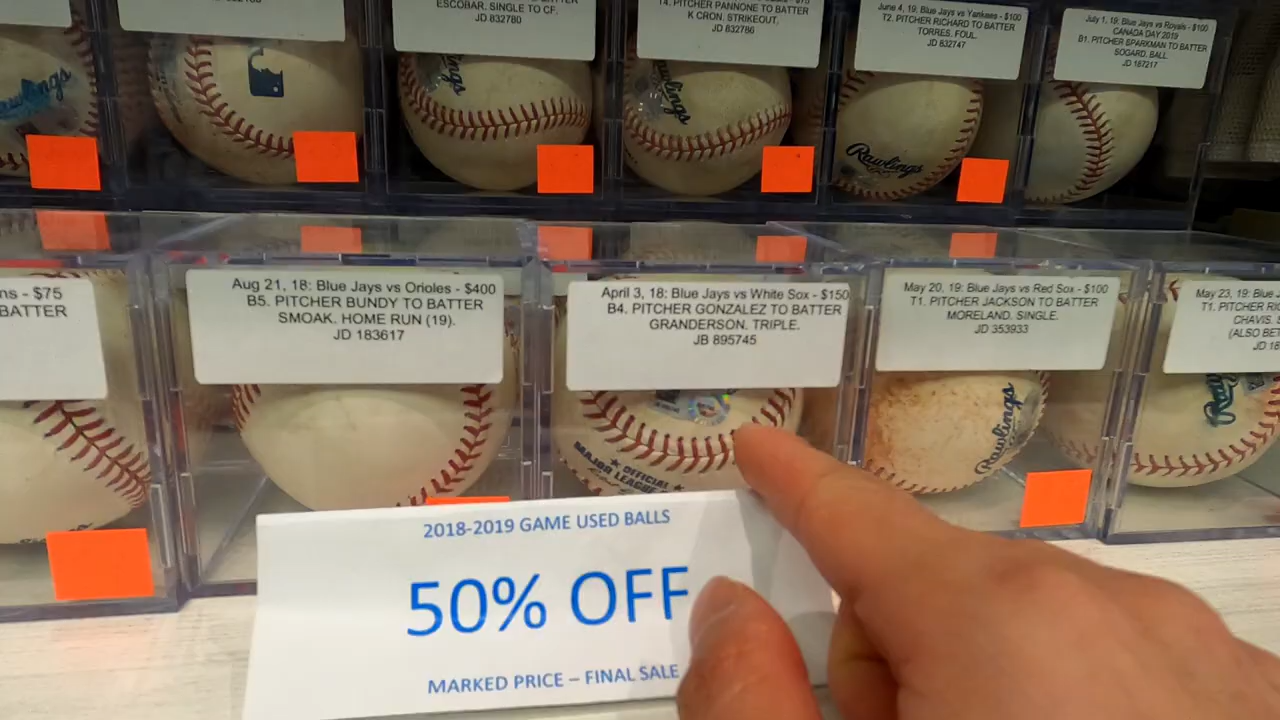 ESCOBAR. SINGLE TO CF.
JD 832780
T4. PITCHER PANNONE TO BATTER
K CRON. STRIKEOUT.
JD 832786
June 4, 19: Blue Jays vs Yankees - $100
T2. PITCHER RICHARD TO BATTER
TORRES. FOUL.
JD 832747
July 1, 19: Blue Jays vs Royals - $100
CANADA DAY 2019
B1. PITCHER SPARKMAN TO BATTER
SOGARD. BALL.
JD 187217
Rawlings
Rawlings
- $75
BATTER
Aug 21, 18: Blue Jays vs Orioles - $400
B5. PITCHER BUNDY TO BATTER
SMOAK. HOME RUN (19).
JD 183617
April 3, 18: Blue Jays vs White Sox - $150
B4. PITCHER GONZALEZ TO BATTER
GRANDERSON. TRIPLE.
JB 895745
May 20, 19: Blue Jays vs Red Sox - $100
T1. PITCHER JACKSON TO BATTER
MORELAND. SINGLE.
JD 353933
May 23, 19: Blue
T1. PITCHER
CHAVIS.
(ALSO
JD 18
OFFICIAL
MAJOR LEAGUE
Rawlings
2018-2019 GAME USED BALLS
50% OFF
MARKED PRICE – FINAL SALE